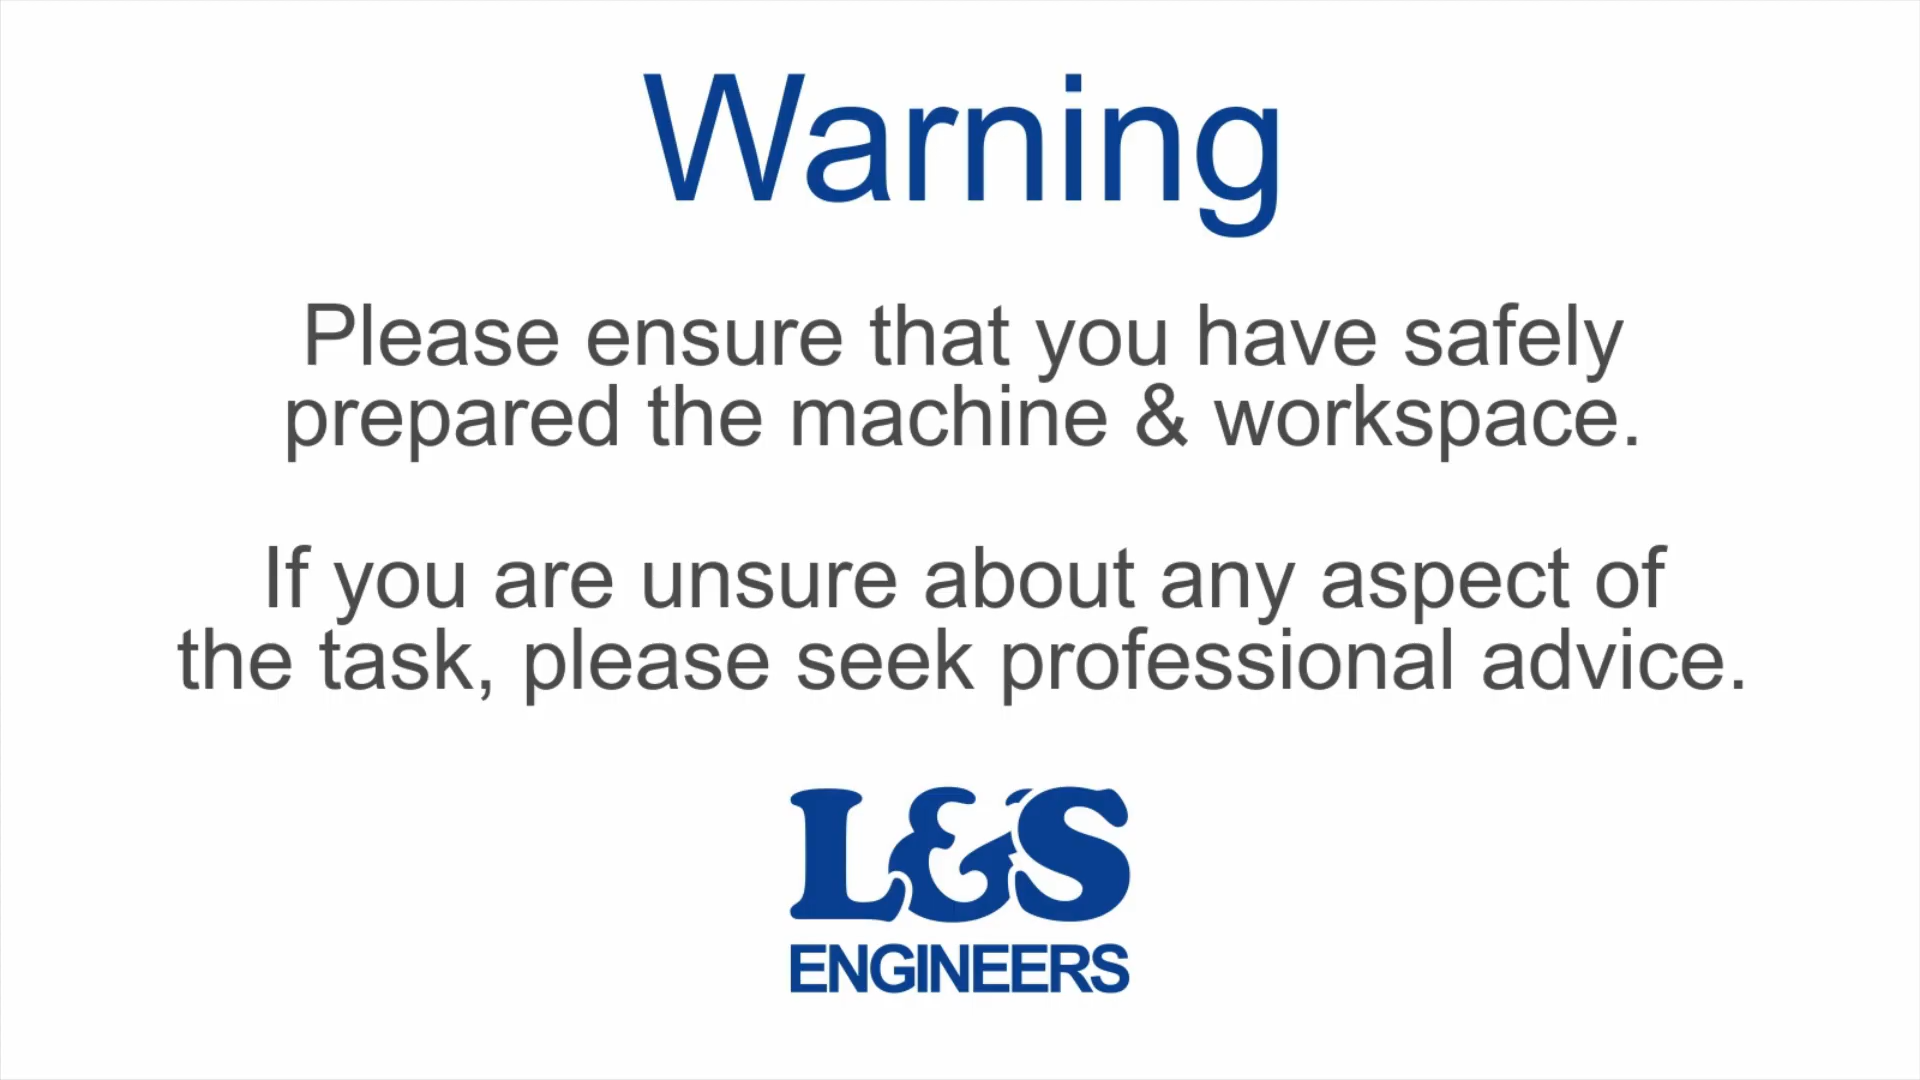 Warning
Please ensure that you have safely
prepared the machine & workspace.
If you are unsure about any aspect of
the task, please seek professional advice.
L&S
ENGINEERS